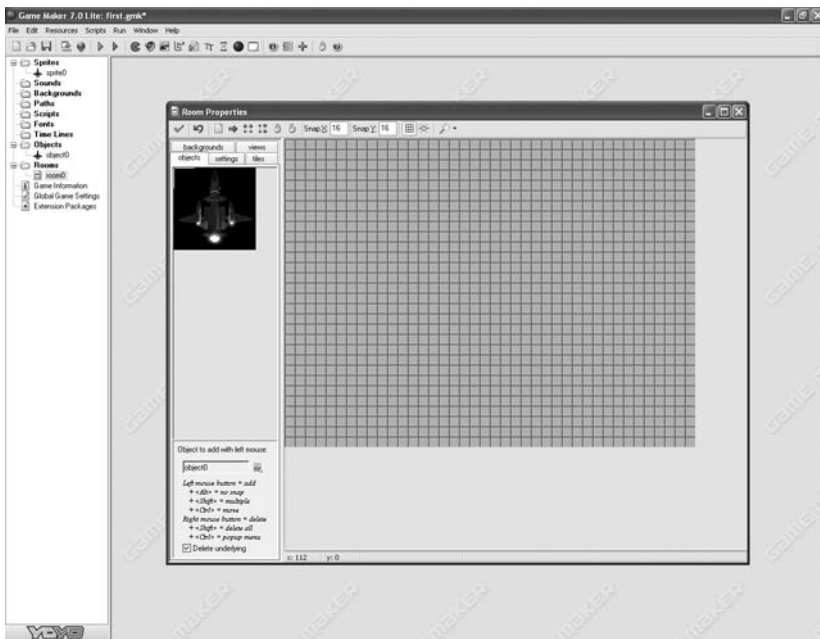 Game Maker 7.0 Lite: first.gmk*
File Edit Resources Scripts Run Window Help
Sprites
sprite0
Sounds
Backgrounds
Paths
Scripts
Fonts
Time Lines
Objects
object0
Rooms
room0
Game Information
Global Game Settings
Extension Packages
Room Properties
Snap X: 16 Snap Y: 16
backgrounds views
objects settings tiles
Object to add with left mouse:
object0
Left mouse button = add
+ <Alt> = no snap
+ <Shift> = multiple
+ <Ctrl> = move
Right mouse button = delete
+ <Shift> = delete all
+ <Ctrl> = popup menu
Delete underlying
x: 112 y: 0
YOYO